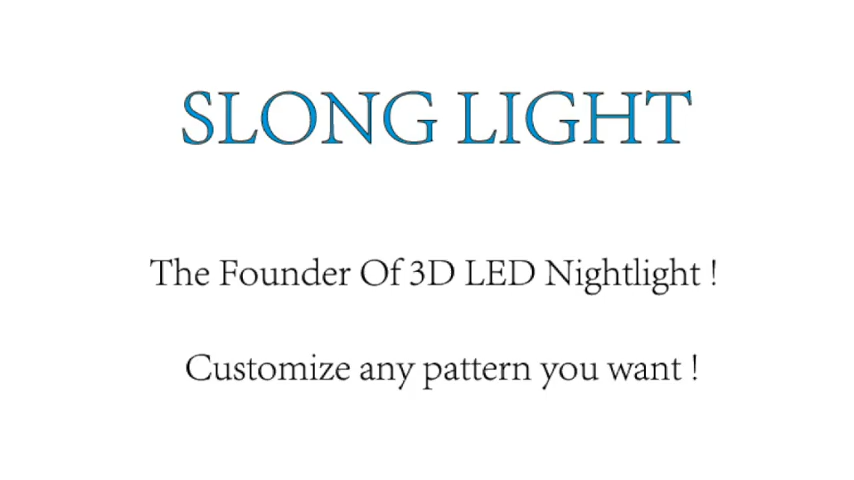 SLONG LIGHT
The Founder Of 3D LED Nightlight !
Customize any pattern you want !